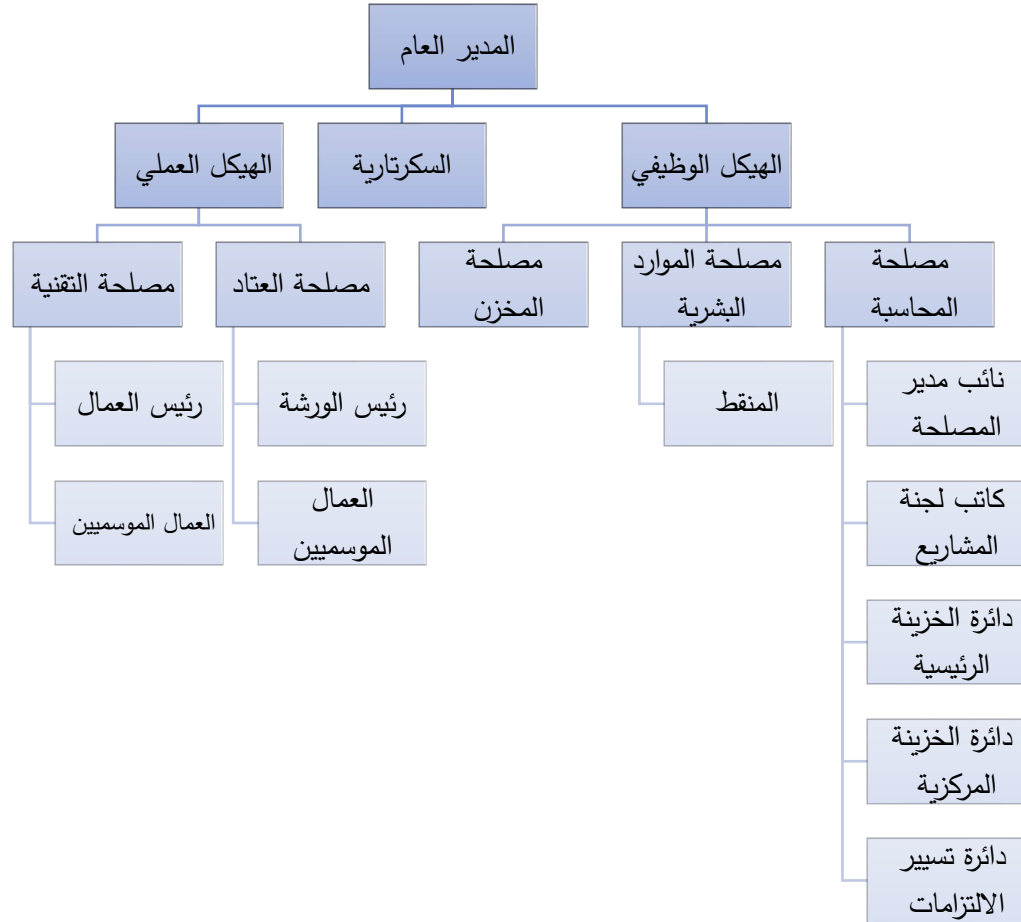 المدير العام
الهيكل الوظيفي
السكرتارية
الهيكل العملي
مصلحة
المحاسبة
مصلحة الموارد
البشرية
مصلحة
المخزن
مصلحة العتاد
مصلحة التقنية
نائب مدير
المصلحة
المنقط
رئيس الورشة
رئيس العمال
كاتب لجنة
المشاريع
العمال
الموسميين
العمال الموسميين
دائرة الخزينة
الرئيسية
دائرة الخزينة
المركزية
دائرة تسيير
الالتزامات